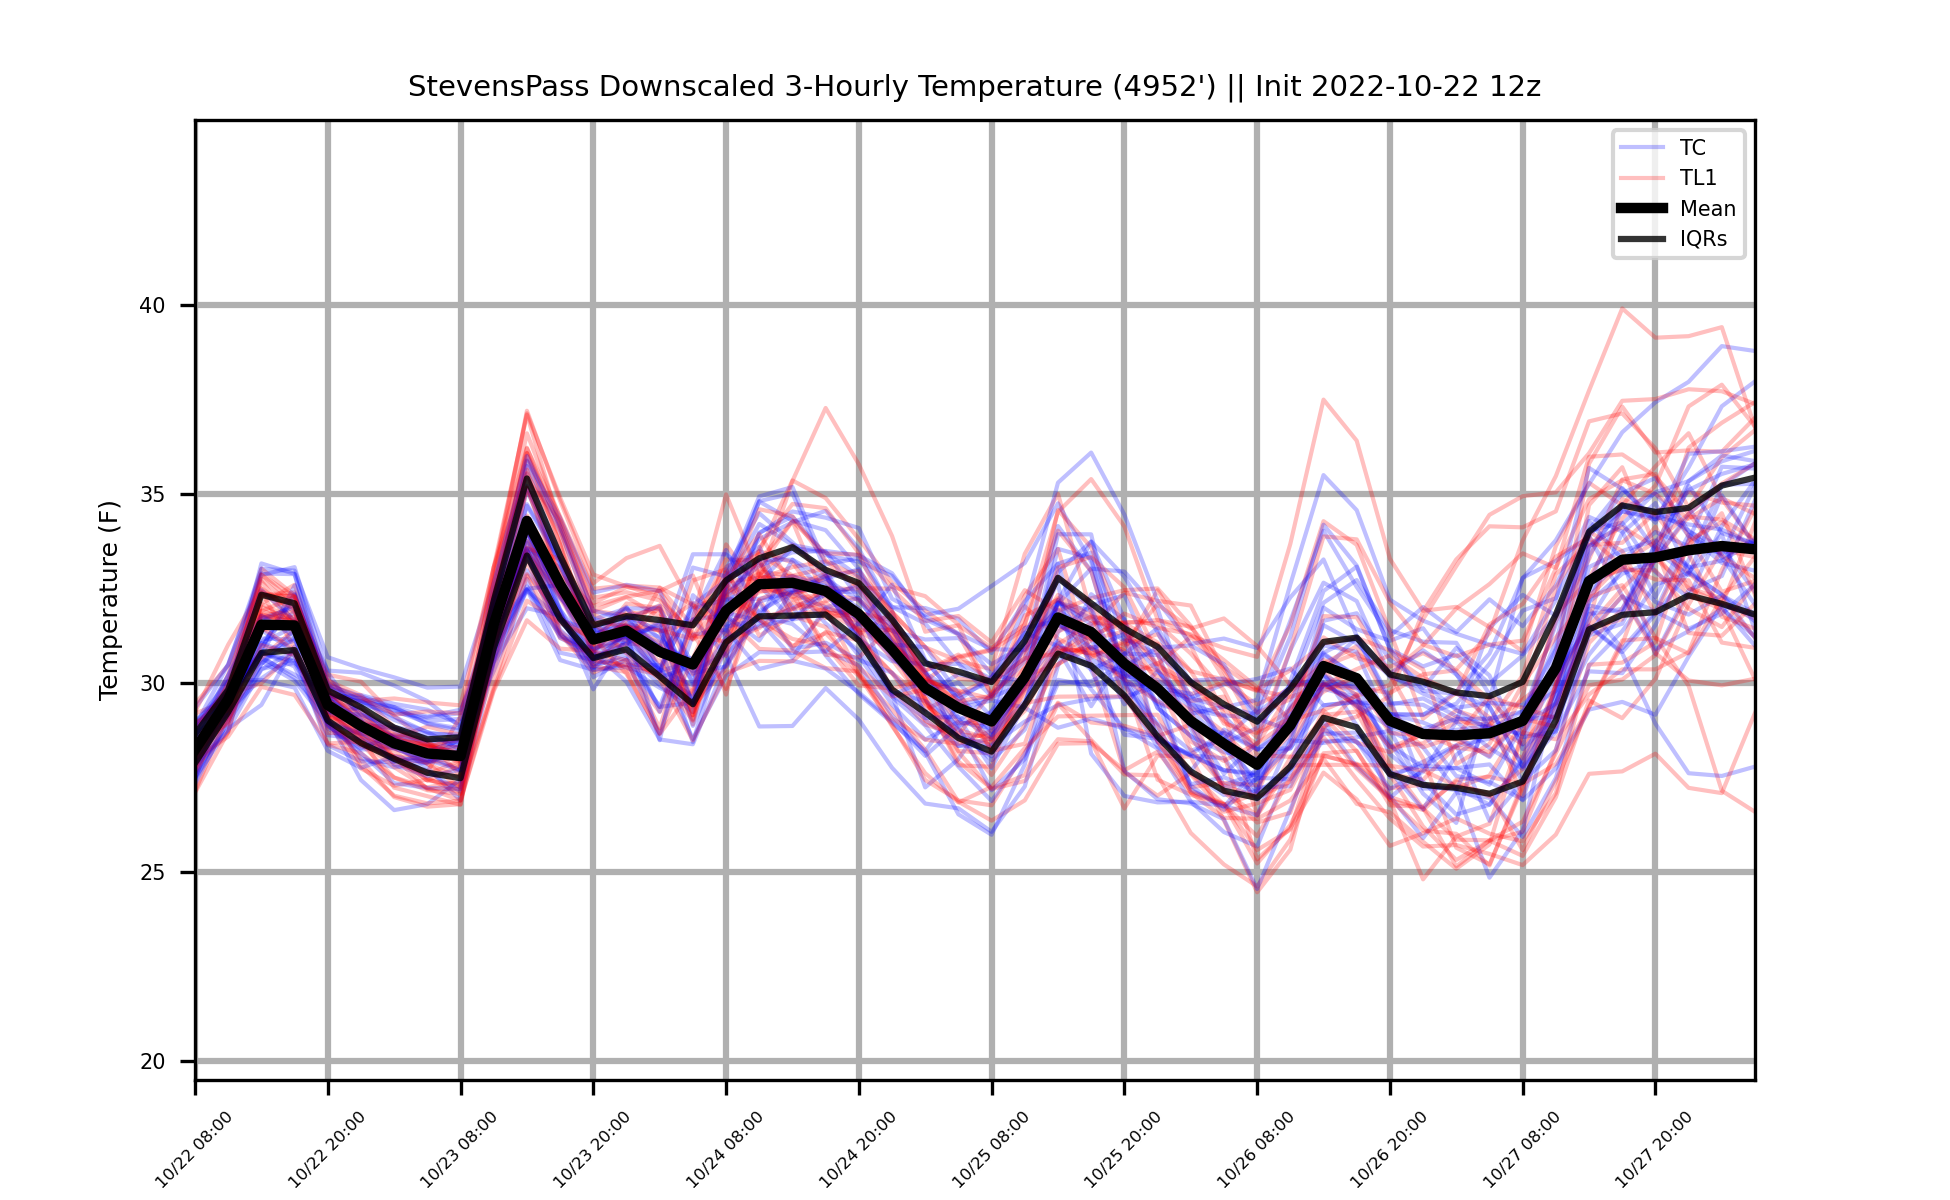 StevensPass Downscaled 3-Hourly Temperature (4952') || Init 2022-10-22 12z
TC
TL1
Mean
IQRs
Temperature (F)
40
35
30
25
20
10/22 08:00
10/22 20:00
10/23 08:00
10/23 20:00
10/24 08:00
10/24 20:00
10/25 08:00
10/25 20:00
10/26 08:00
10/26 20:00
10/27 08:00
10/27 20:00